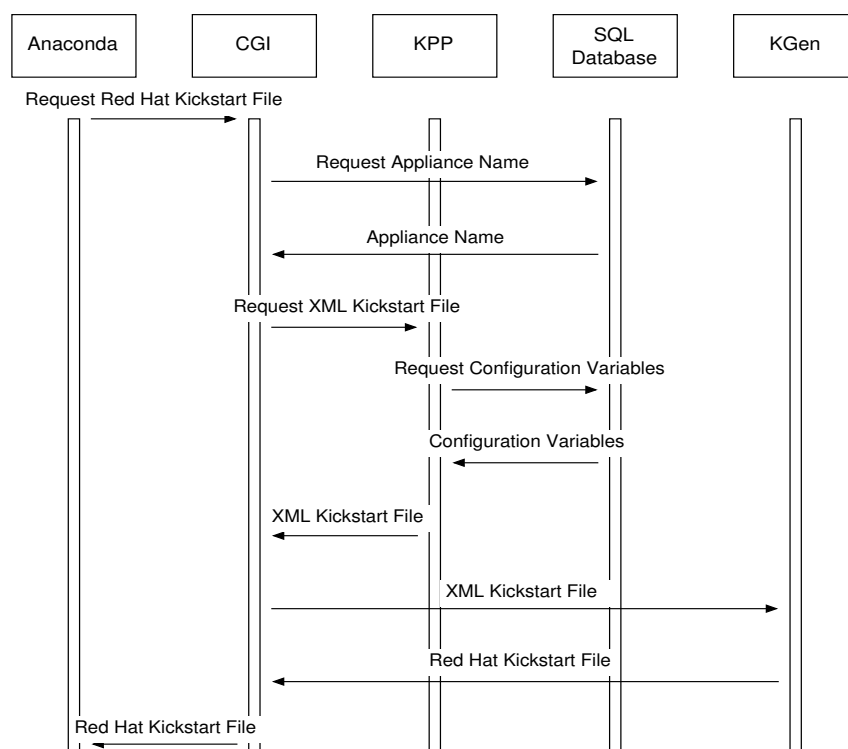 Anaconda
CGI
KPP
SQL
Database
KGen
Request Red Hat Kickstart File
Request Appliance Name
Appliance Name
Request XML Kickstart File
Request Configuration Variables
Configuration Variables
XML Kickstart File
XML Kickstart File
Red Hat Kickstart File
Red Hat Kickstart File